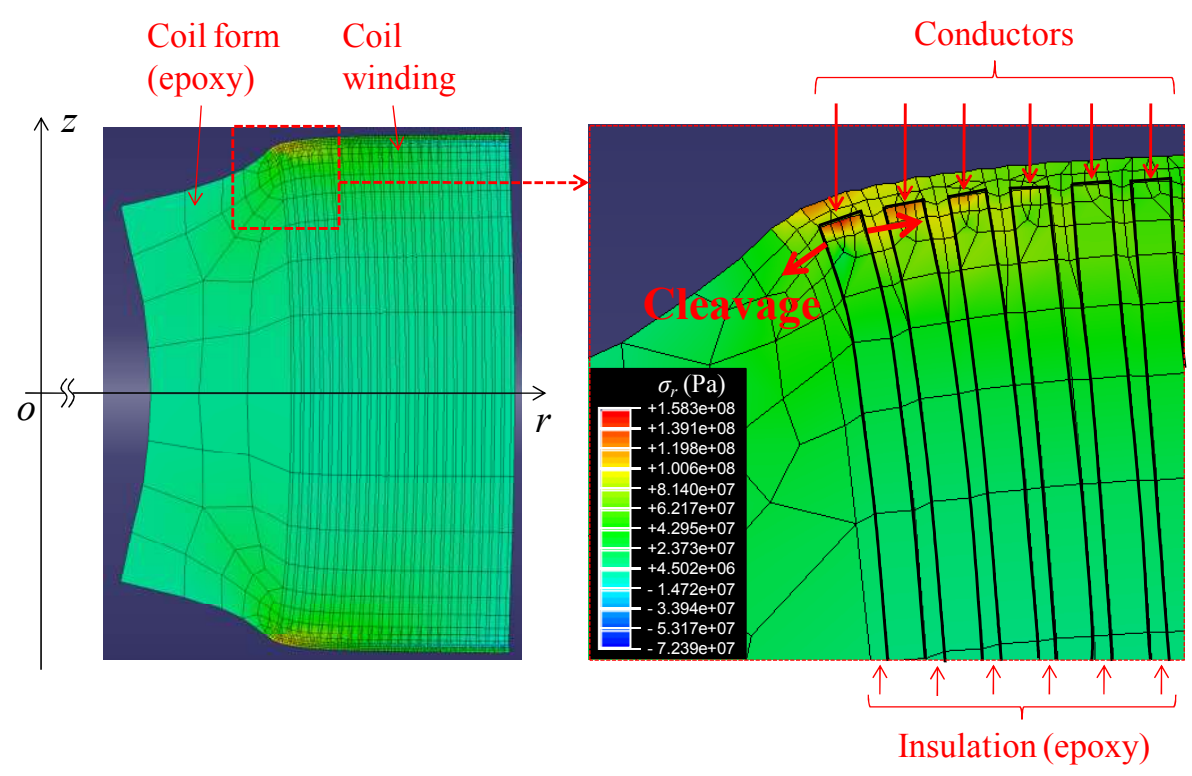 Coil form
(epoxy)
Coil
winding
Conductors
z
o
r
Cleavage
σr (Pa)
+1.583e+08
+1.391e+08
+1.198e+08
+1.006e+08
+8.140e+07
+6.217e+07
+4.295e+07
+2.373e+07
+4.502e+06
- 1.472e+07
- 3.394e+07
- 5.317e+07
- 7.239e+07
Insulation (epoxy)